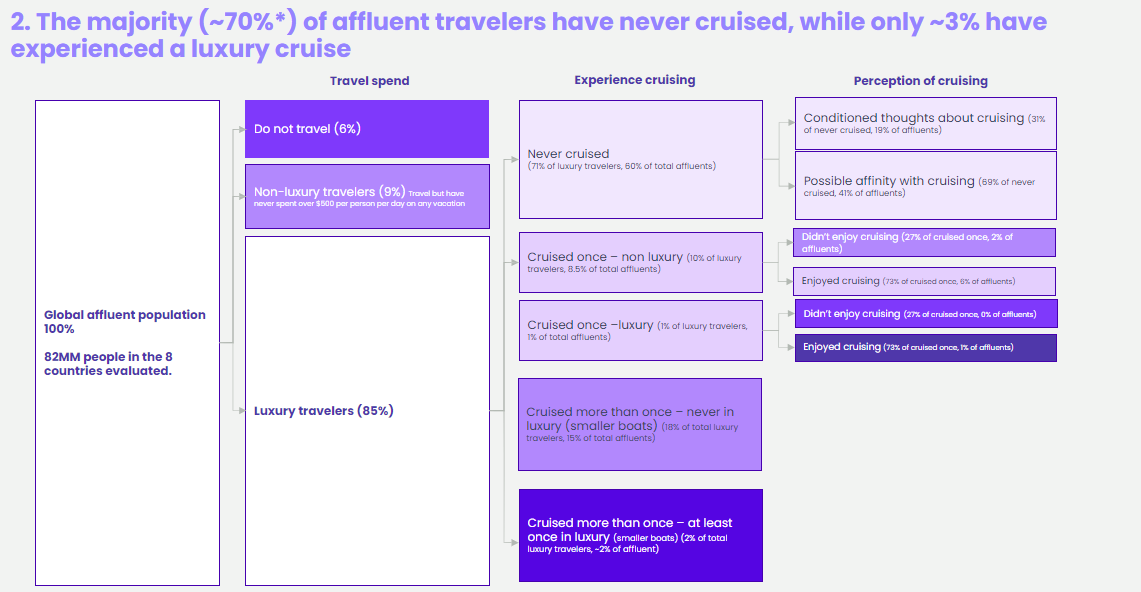 2. The majority (~70%*) of affluent travelers have never cruised, while only ~3% have
experienced a luxury cruise
Travel spend
Experience cruising
Perception of cruising
Global affluent population
100%
82MM people in the 8
countries evaluated.
Do not travel (6%)
Non-luxury travelers (9%) Travel but have
never spent over $600 per person per day on any vacation
Luxury travelers (85%)
Never cruised
(71% of luxury travelers, 60% of total affluents)
Cruised once – non luxury (10% of luxury
travelers, 8.5% of total affluents)
Cruised once –luxury (1% of luxury travelers,
1% of total affluents)
Cruised more than once – never in
luxury (smaller boats) (18% of total luxury
travelers, 15% of total affluents)
Cruised more than once – at least
once in luxury (smaller boats) (2% of total
luxury travelers, ~2% of affluent)
Conditioned thoughts about cruising (31%
of never cruised, 19% of affluents)
Possible affinity with cruising (69% of never
cruised, 41% of affluents)
Didn't enjoy cruising (27% of cruised once, 2% of
affluents)
Enjoyed cruising (73% of cruised once, 6% of affluents)
Didn't enjoy cruising (27% of cruised once, 0% of affluents)
Enjoyed cruising (73% of cruised once, 1% of affluents)